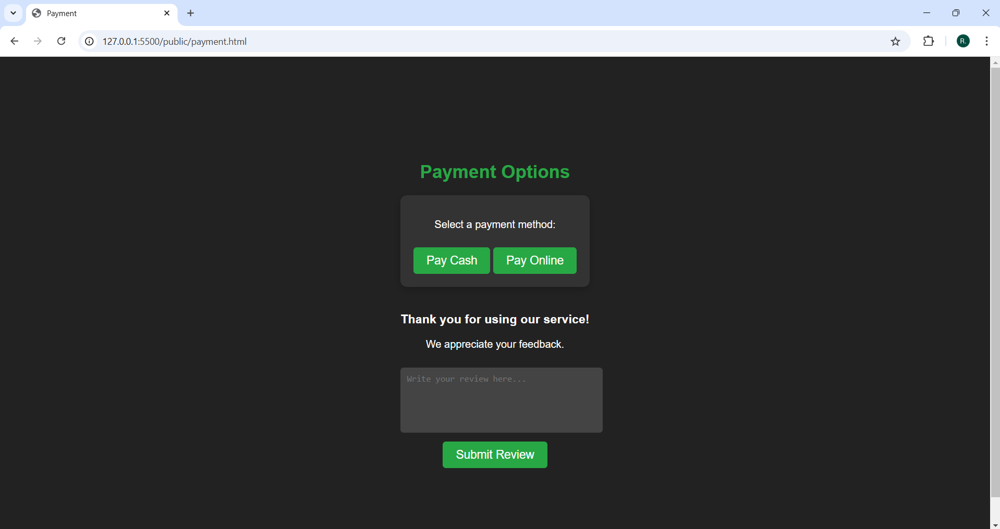 Payment
127.0.0.1:5500/public/payment.html
R.
Payment Options
Select a payment method:
Pay Cash Pay Online
Thank you for using our service!
We appreciate your feedback.
Write your review here...
Submit Review